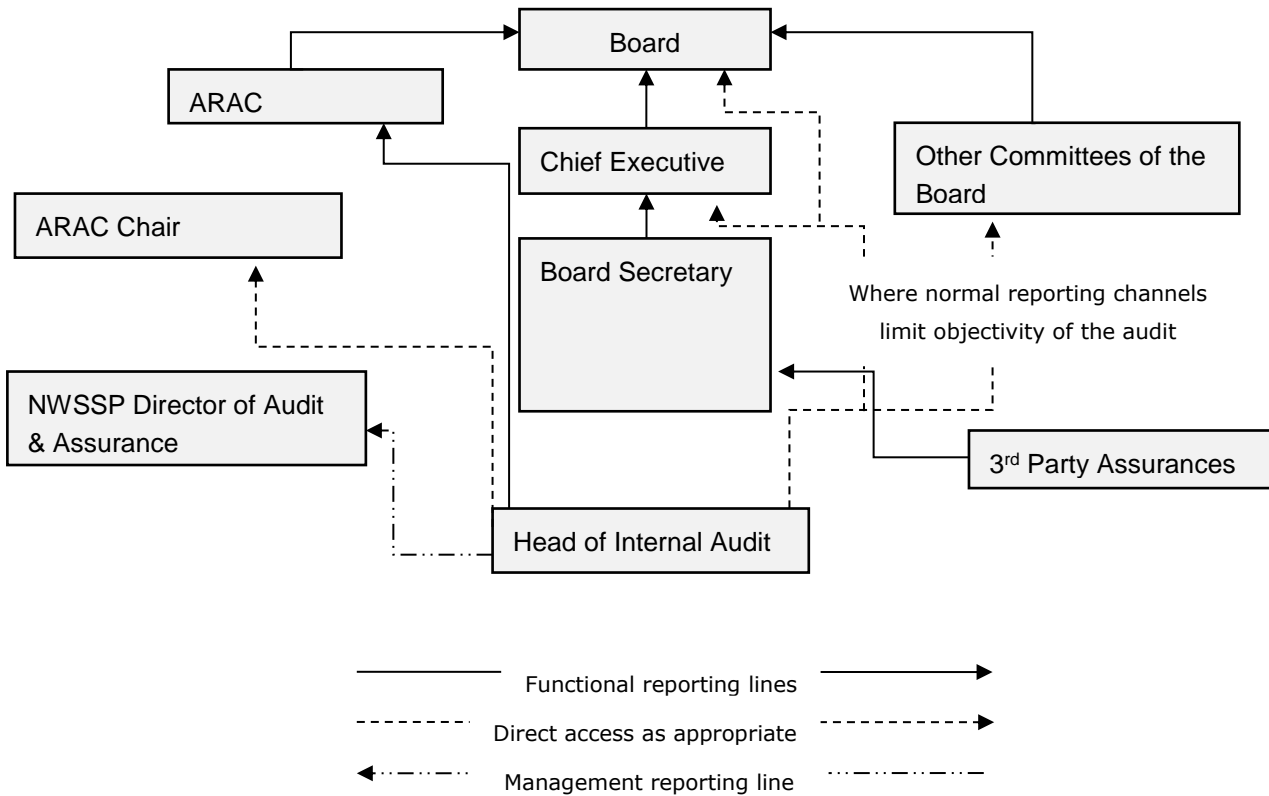 Board
ARAC
Chief Executive
Other Committees of the
Board
ARAC Chair
Board Secretary
Where normal reporting channels
limit objectivity of the audit
NWSSP Director of Audit
& Assurance
3rd Party Assurances
Head of Internal Audit
Functional reporting lines
Direct access as appropriate
Management reporting line